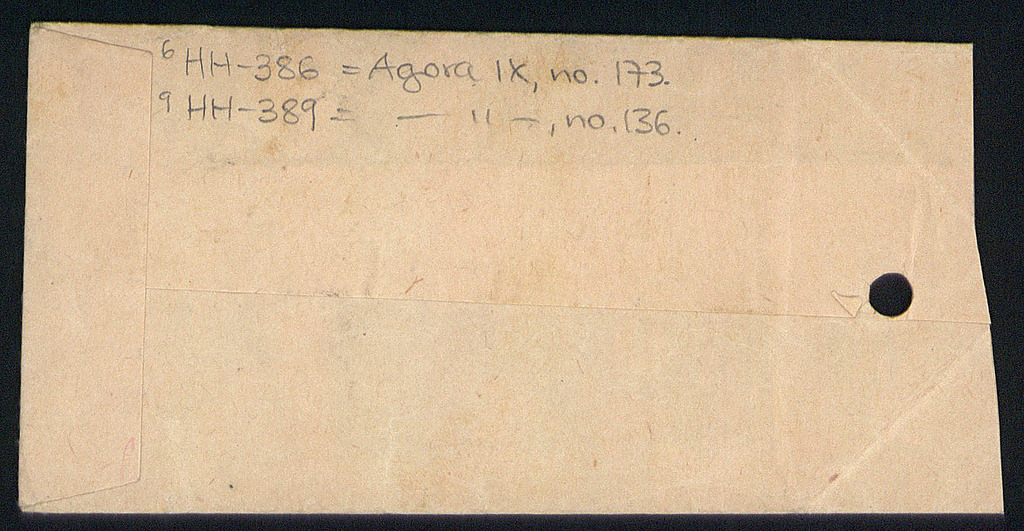 ⁶ HH-386 = Agora IX, no. 173.
⁹ HH-389 = — " —, no. 136.